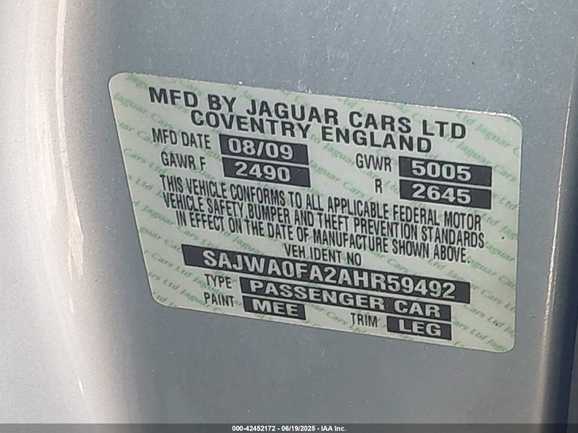 MFD BY JAGUAR CARS LTD
COVENTRY ENGLAND
MFD DATE 08/09 GVWR 5005
GAWR F 2490 R 2645
THIS VEHICLE CONFORMS TO ALL APPLICABLE FEDERAL MOTOR
VEHICLE SAFETY, BUMPER AND THEFT PREVENTION STANDARDS
IN EFFECT ON THE DATE OF MANUFACTURE SHOWN ABOVE.
VEH IDENT NO
SAJWA0FA2AHR59492
TYPE PASSENGER CAR
PAINT MEE TRIM LEG
000-42452172 - 06/19/2025 - IAA Inc.